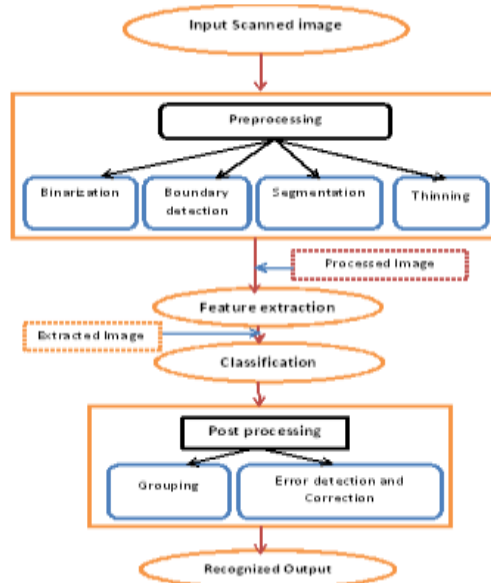 Input Scanned image
Preprocessing
Binarization
Boundary
detection
Segmentation
Thinning
Processed Image
Feature extraction
Extracted Image
Classification
Post processing
Grouping
Error detection and
Correction
Recognized Output